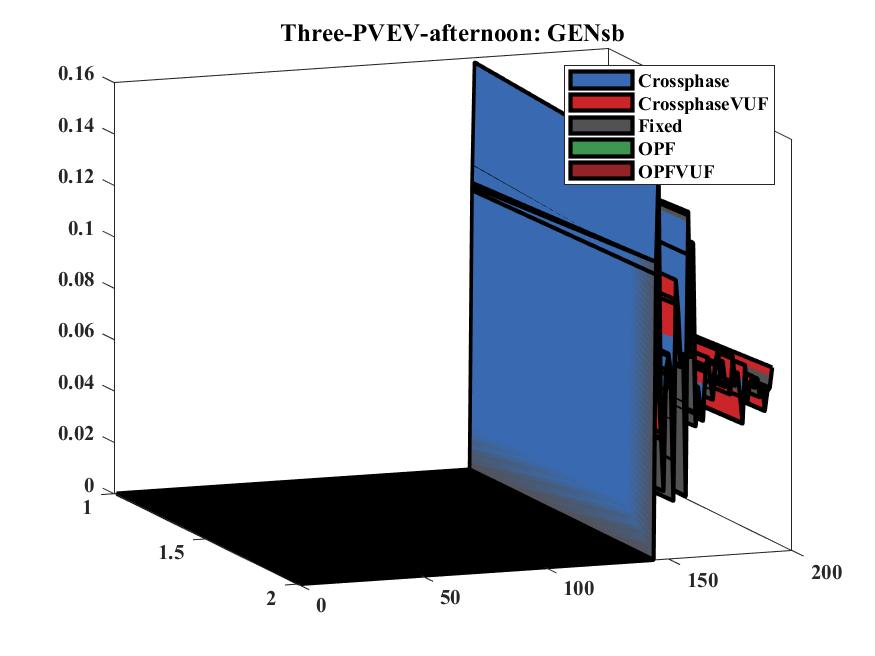 Three-PVEV-afternoon: GENsb
Crossphase
CrossphaseVUF
Fixed
OPF
OPFVUF
0.16
0.14
0.12
0.1
0.08
0.06
0.04
0.02
0
1
1.5
2
0
50
100
150
200